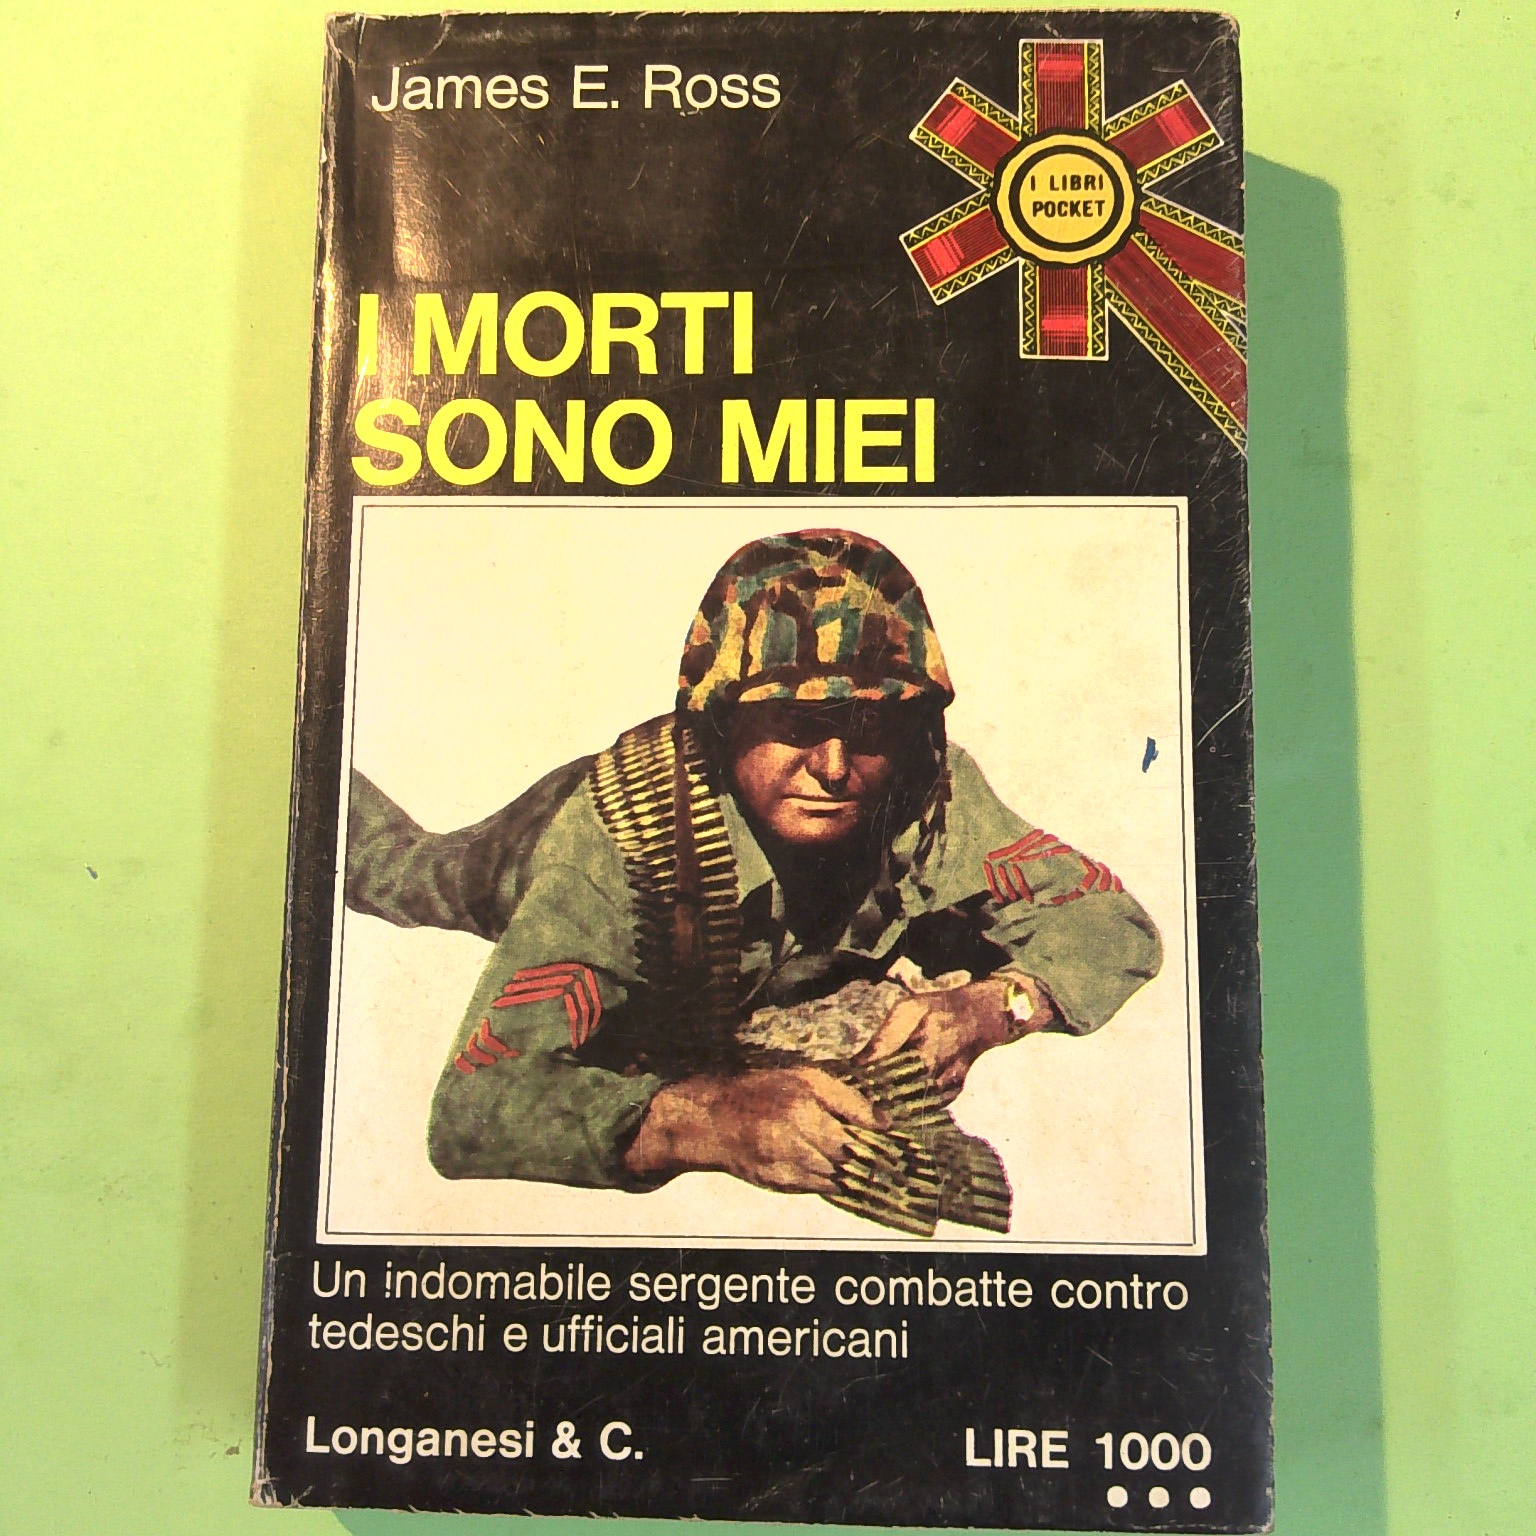 James E. Ross
I LIBRI
POCKET
I MORTI
SONO MIEI
Un indomabile sergente combatte contro
tedeschi e ufficiali americani
Longanesi & C.
LIRE 1000